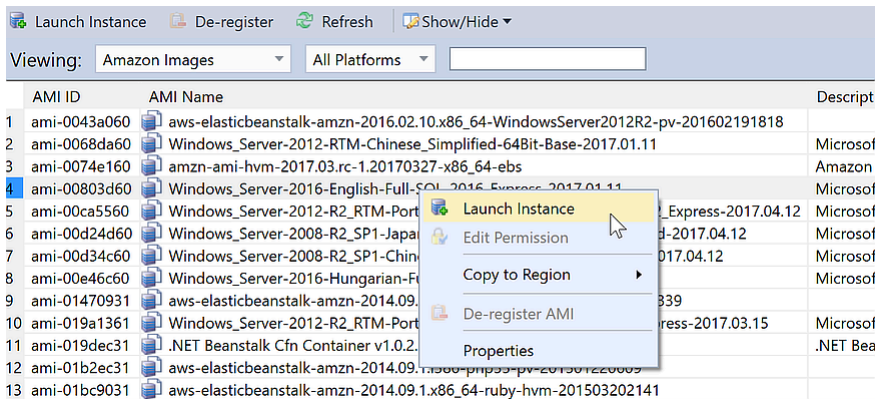 Launch Instance De-register Refresh Show/Hide
Viewing: Amazon Images All Platforms
AMI ID AMI Name Descript
1 ami-0043a060 aws-elasticbeanstalk-amzn-2016.02.10.x86_64-WindowsServer2012R2-pv-201602191818
2 ami-0068da60 Windows_Server-2012-RTM-Chinese_Simplified-64Bit-Base-2017.01.11 Microsof
3 ami-0074e160 amzn-ami-hvm-2017.03.rc-1.20170327-x86_64-ebs Amazon
4 ami-00803d60 Windows_Server-2016-English-Full-SQL_2016_Express-2017.01.11 Microsof
Launch Instance
5 ami-00ca5560 Windows_Server-2012-R2_RTM-Port 2_Express-2017.04.12 Microsof
6 ami-00d24d60 Windows_Server-2008-R2_SP1-Japa d-2017.04.12 Microsof
Edit Permission
7 ami-00d34c60 Windows_Server-2008-R2_SP1-Chin 017.04.12 Microsof
Copy to Region
8 ami-00e46c60 Windows_Server-2016-Hungarian-Fu Microsof
9 ami-01470931 aws-elasticbeanstalk-amzn-2014.09. 339
De-register AMI
10 ami-019a1361 Windows_Server-2012-R2_RTM-Port ress-2017.03.15 Microsof
11 ami-019dec31 .NET Beanstalk Cfn Container v1.0.2. .NET Bea
Properties
12 ami-01b2ec31 aws-elasticbeanstalk-amzn-2014.09.1.i386-php55-pv-201501220609
13 ami-01bc9031 aws-elasticbeanstalk-amzn-2014.09.1.x86_64-ruby-hvm-201503202141